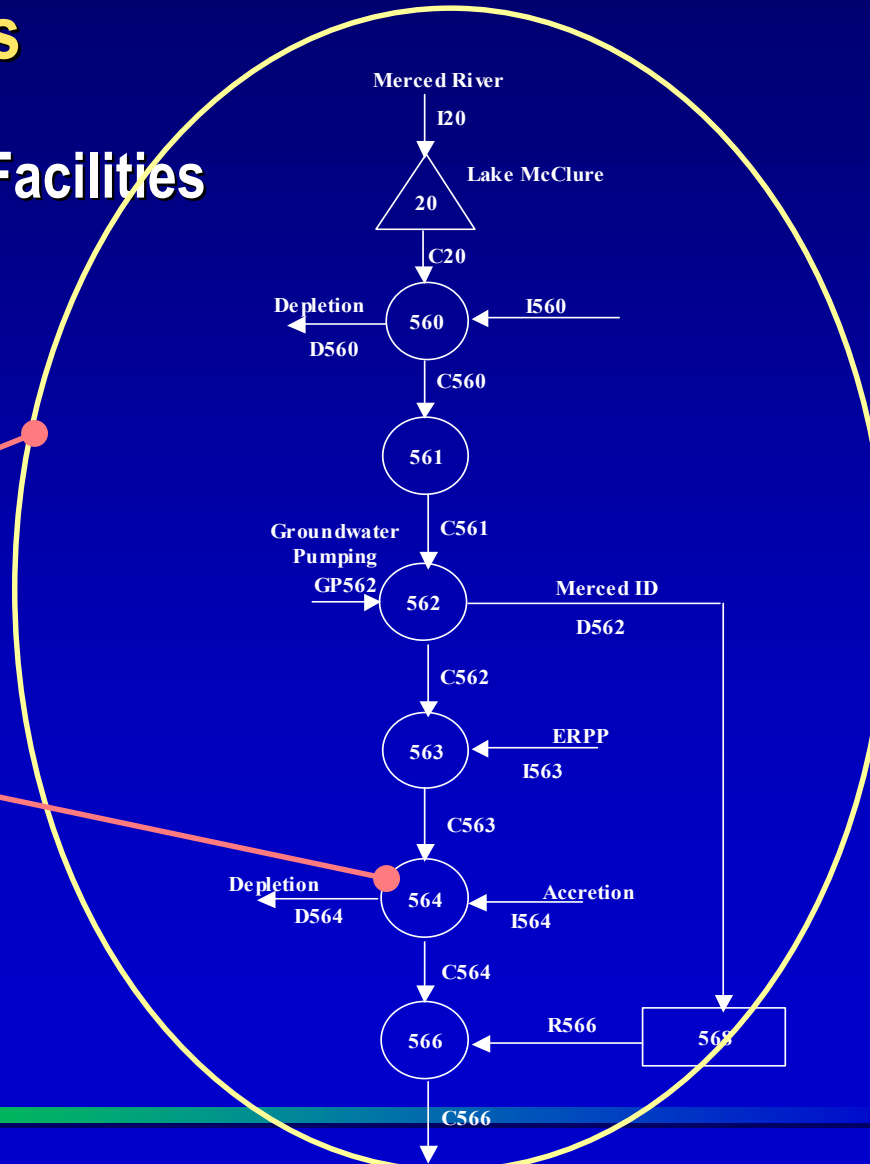 s
Facilities
Merced River
I20
Lake McClure
20
C20
Depletion
I560
560
D560
C560
561
C561
Groundwater
Pumping
GP562
562
Merced ID
D562
C562
563
ERPP
I563
C563
Depletion
564
Accretion
D564
I564
C564
566
R566
568
C566